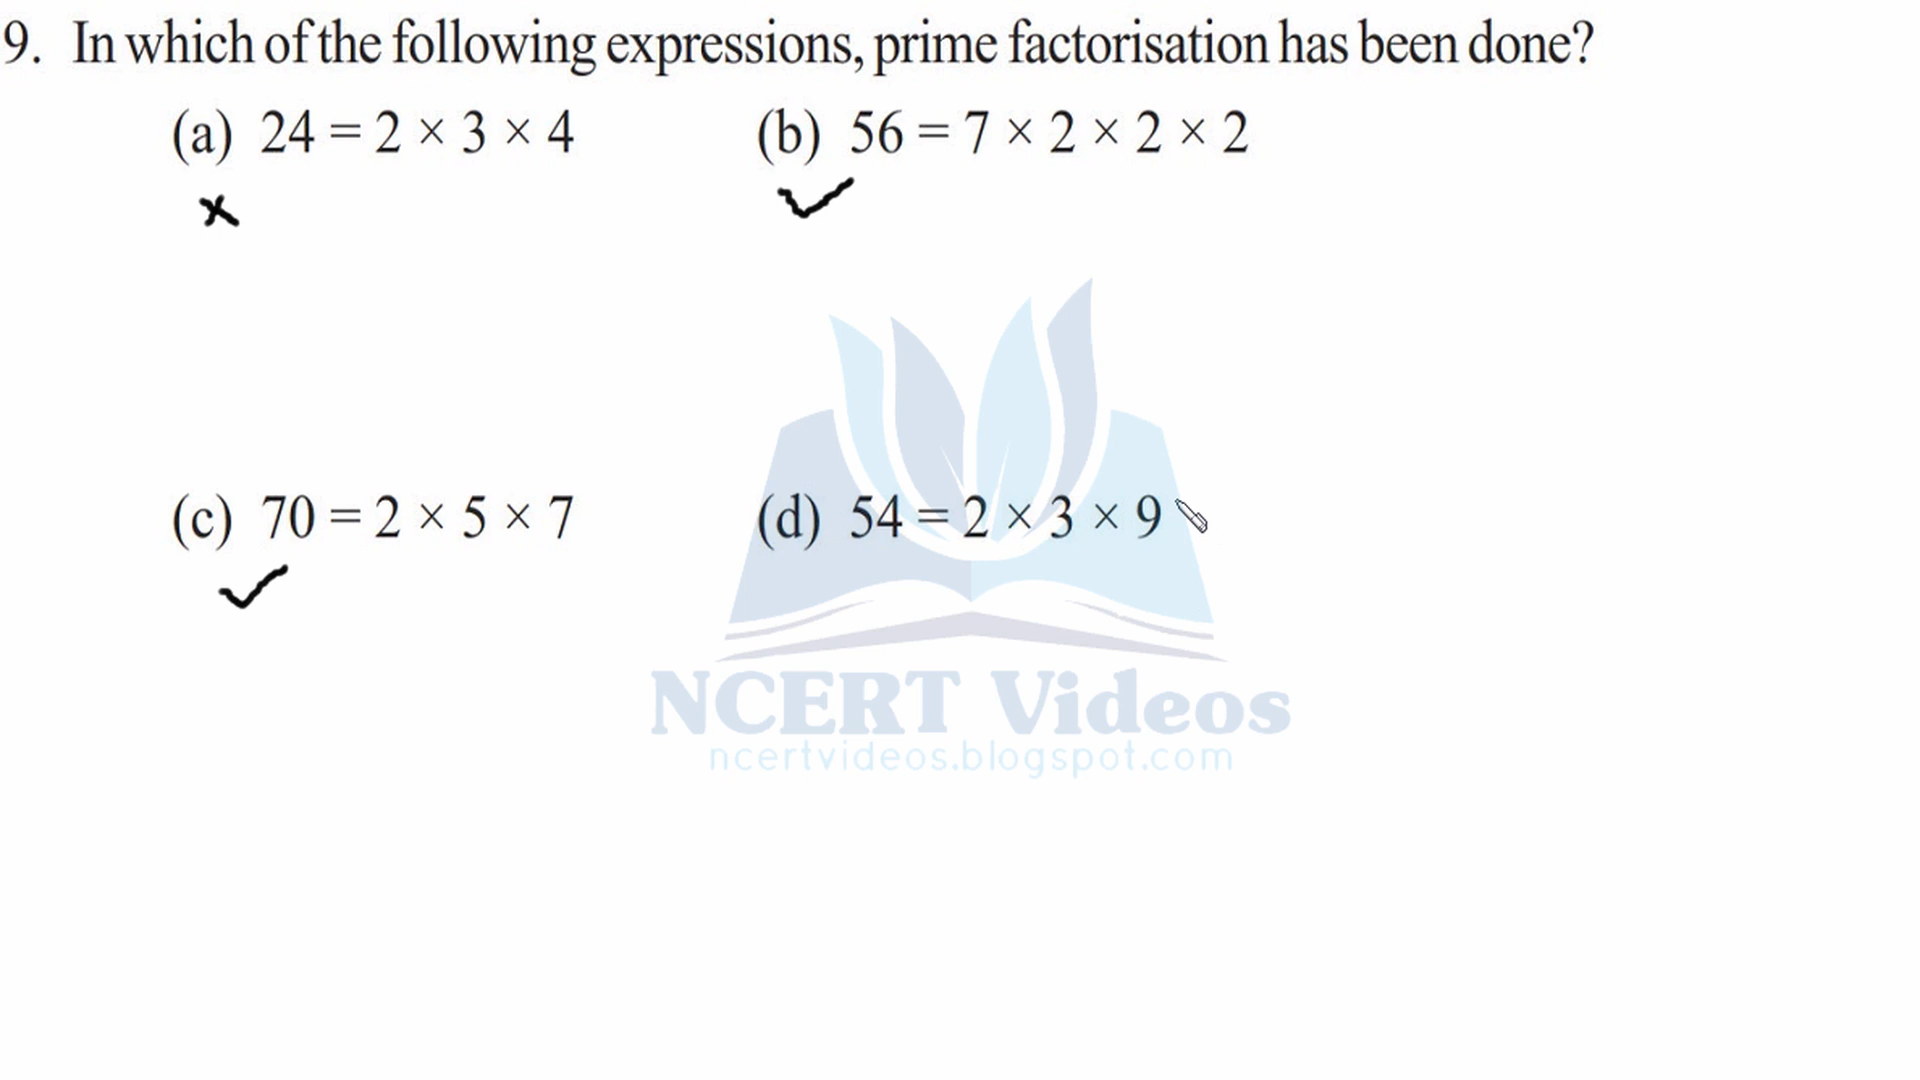 9. In which of the following expressions, prime factorisation has been done?
(a) 24 = 2 × 3 × 4 (b) 56 = 7 × 2 × 2 × 2
(c) 70 = 2 × 5 × 7 (d) 54 = 2 × 3 × 9
NCERT Videos
ncertvideos.blogspot.com